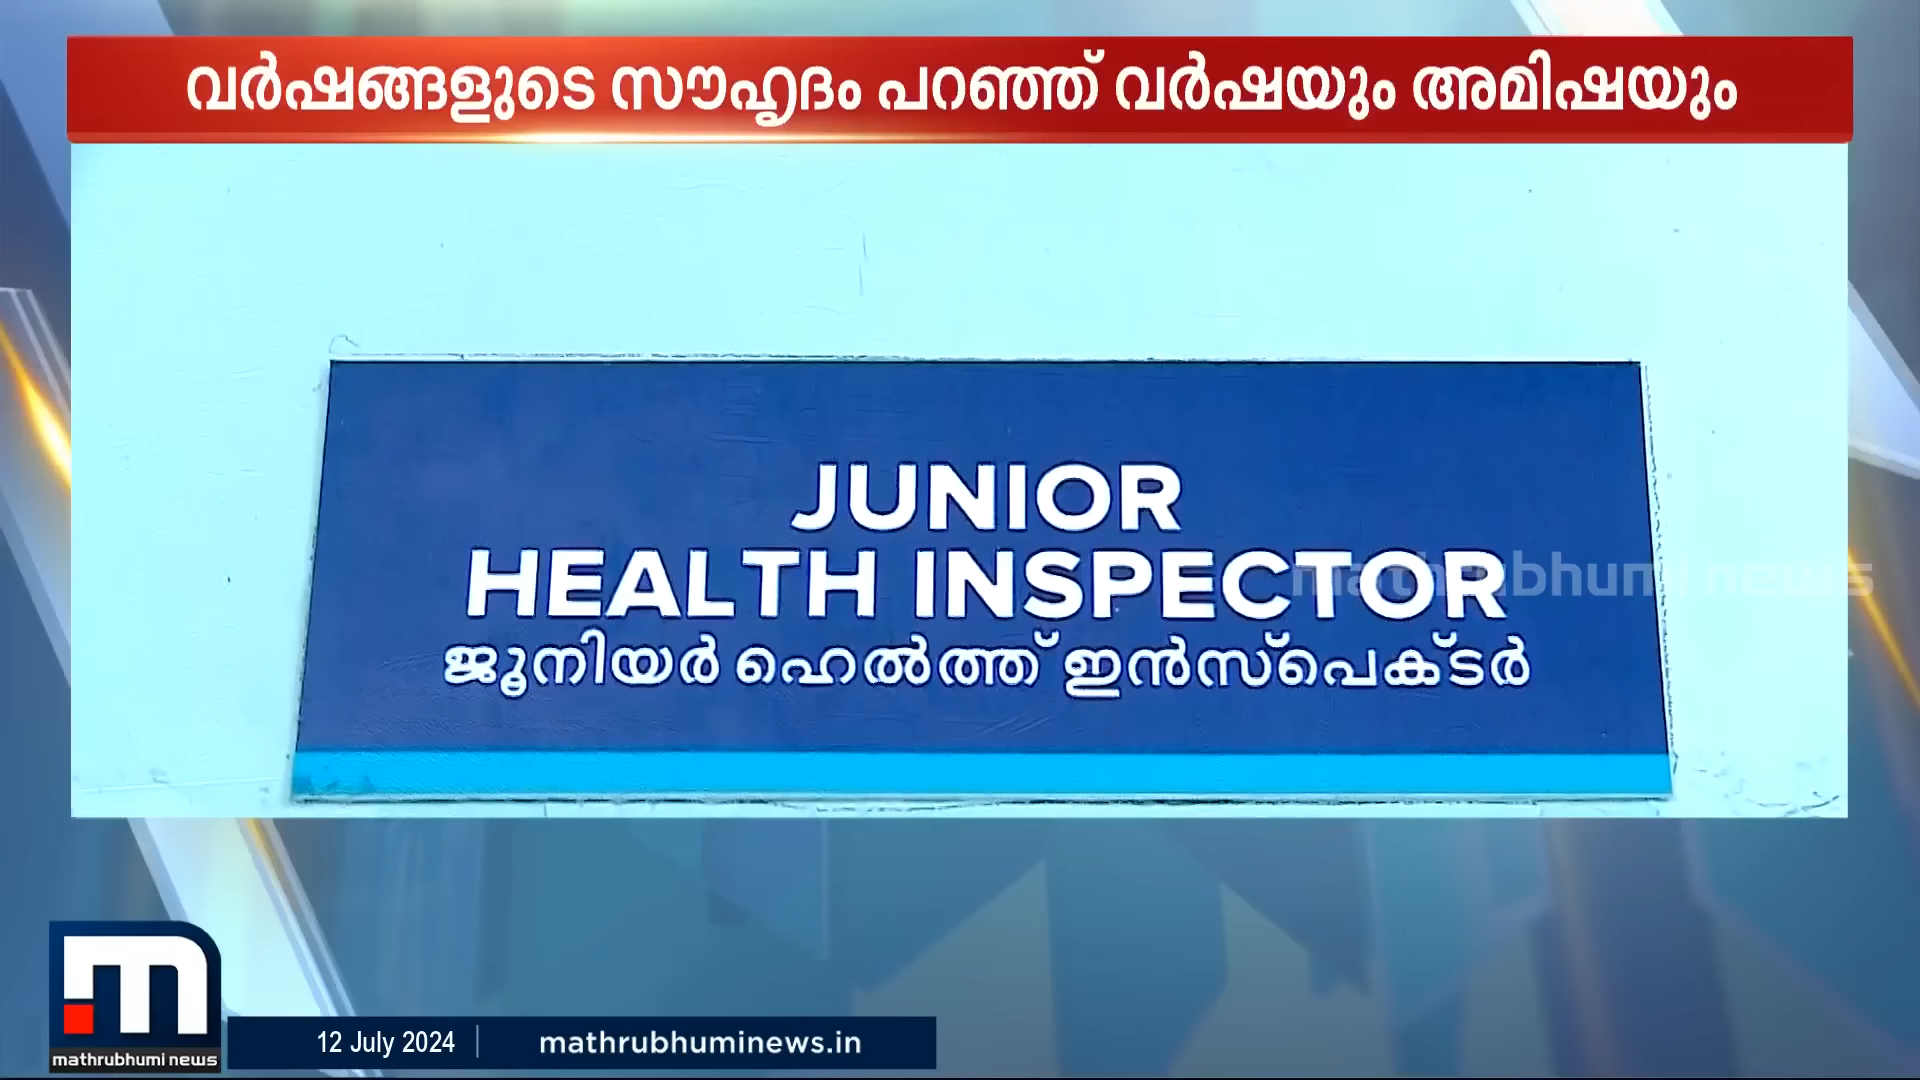 വർഷങ്ങളുടെ സൗഹൃദം പറഞ്ഞ് വർഷയും അമിഷയും
JUNIOR
HEALTH INSPECTOR
mathrubhumi news
ജൂനിയർ ഹെൽത്ത് ഇൻസ്പെക്ടർ
mathrubhumi news
12 July 2024
mathrubhuminews.in